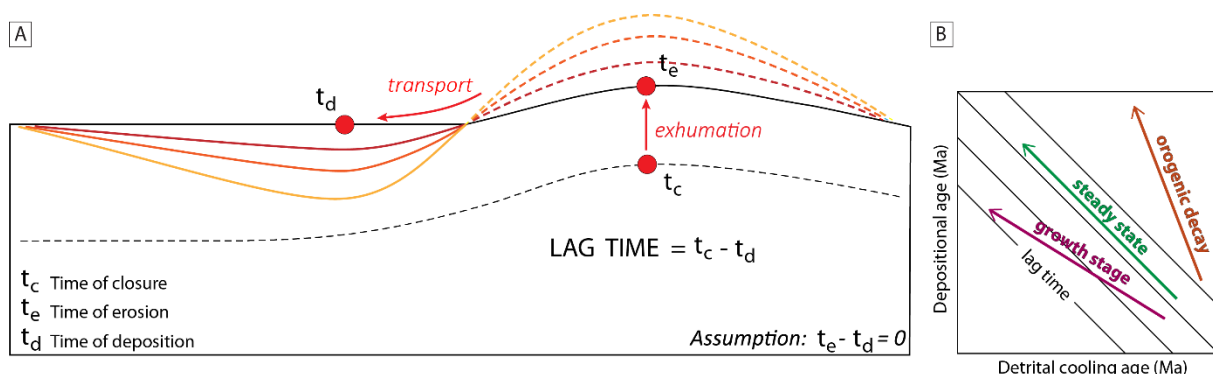 A
t_d
transport
t_e
exhumation
t_c
LAG TIME = t_c - t_d
t_c Time of closure
t_e Time of erosion
t_d Time of deposition
Assumption: t_e - t_d = 0
B
Depositional age (Ma)
orogenic decay
steady state
growth stage
lag time
Detrital cooling age (Ma)